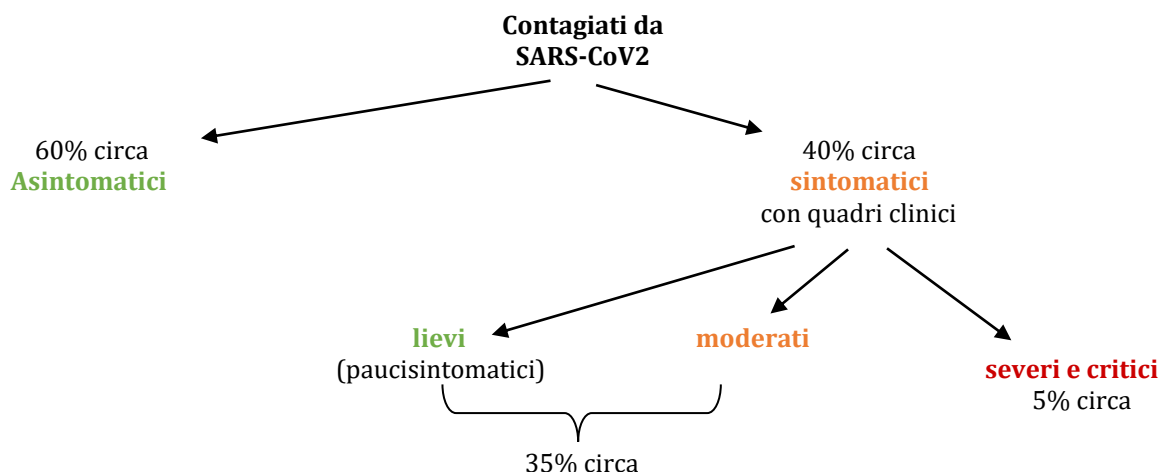 Contagiati da
SARS-CoV2
60% circa
Asintomatici
40% circa
sintomatici
con quadri clinici
lievi
(paucisintomatici)
moderati
severi e critici
5% circa
35% circa